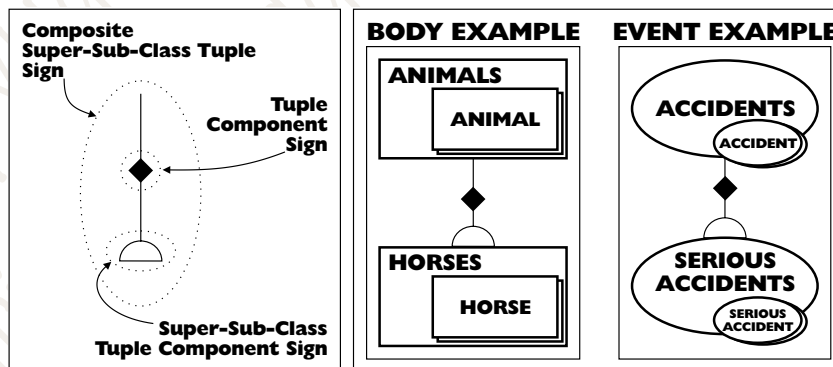 Composite
Super-Sub-Class Tuple
Sign
Tuple
Component
Sign
Super-Sub-Class
Tuple Component Sign
BODY EXAMPLE
ANIMALS
ANIMAL
HORSES
HORSE
EVENT EXAMPLE
ACCIDENTS
ACCIDENT
SERIOUS
ACCIDENTS
SERIOUS
ACCIDENT